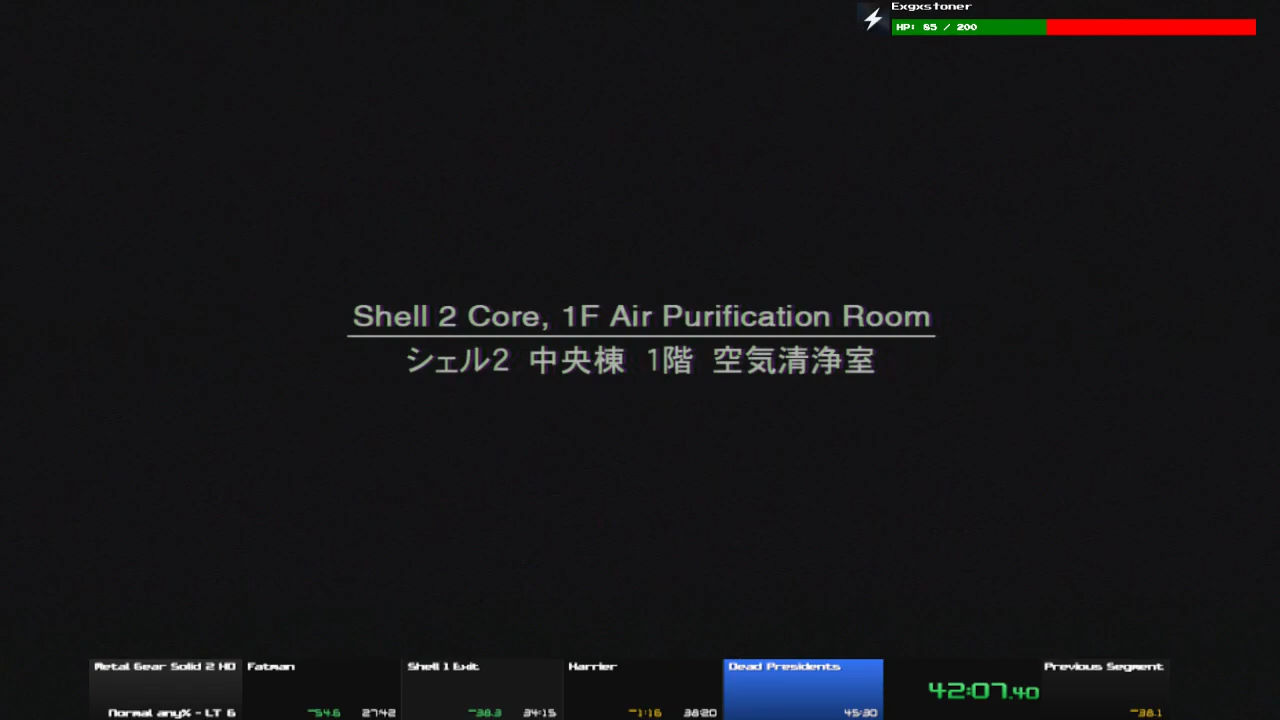 Exgxstoner
HP: 85 / 200
Shell 2 Core, 1F Air Purification Room
シェル2 中央棟 1階 空気清浄室
Metal Gear Solid 2 HD
Normal any% - LT 6
Fatman
-54.6 27:42
Shell 1 Exit
-38.3 34:15
Harrier
-1:16 38:20
Dead Presidents
45:30
42:07.40
Previous Segment
-38.1